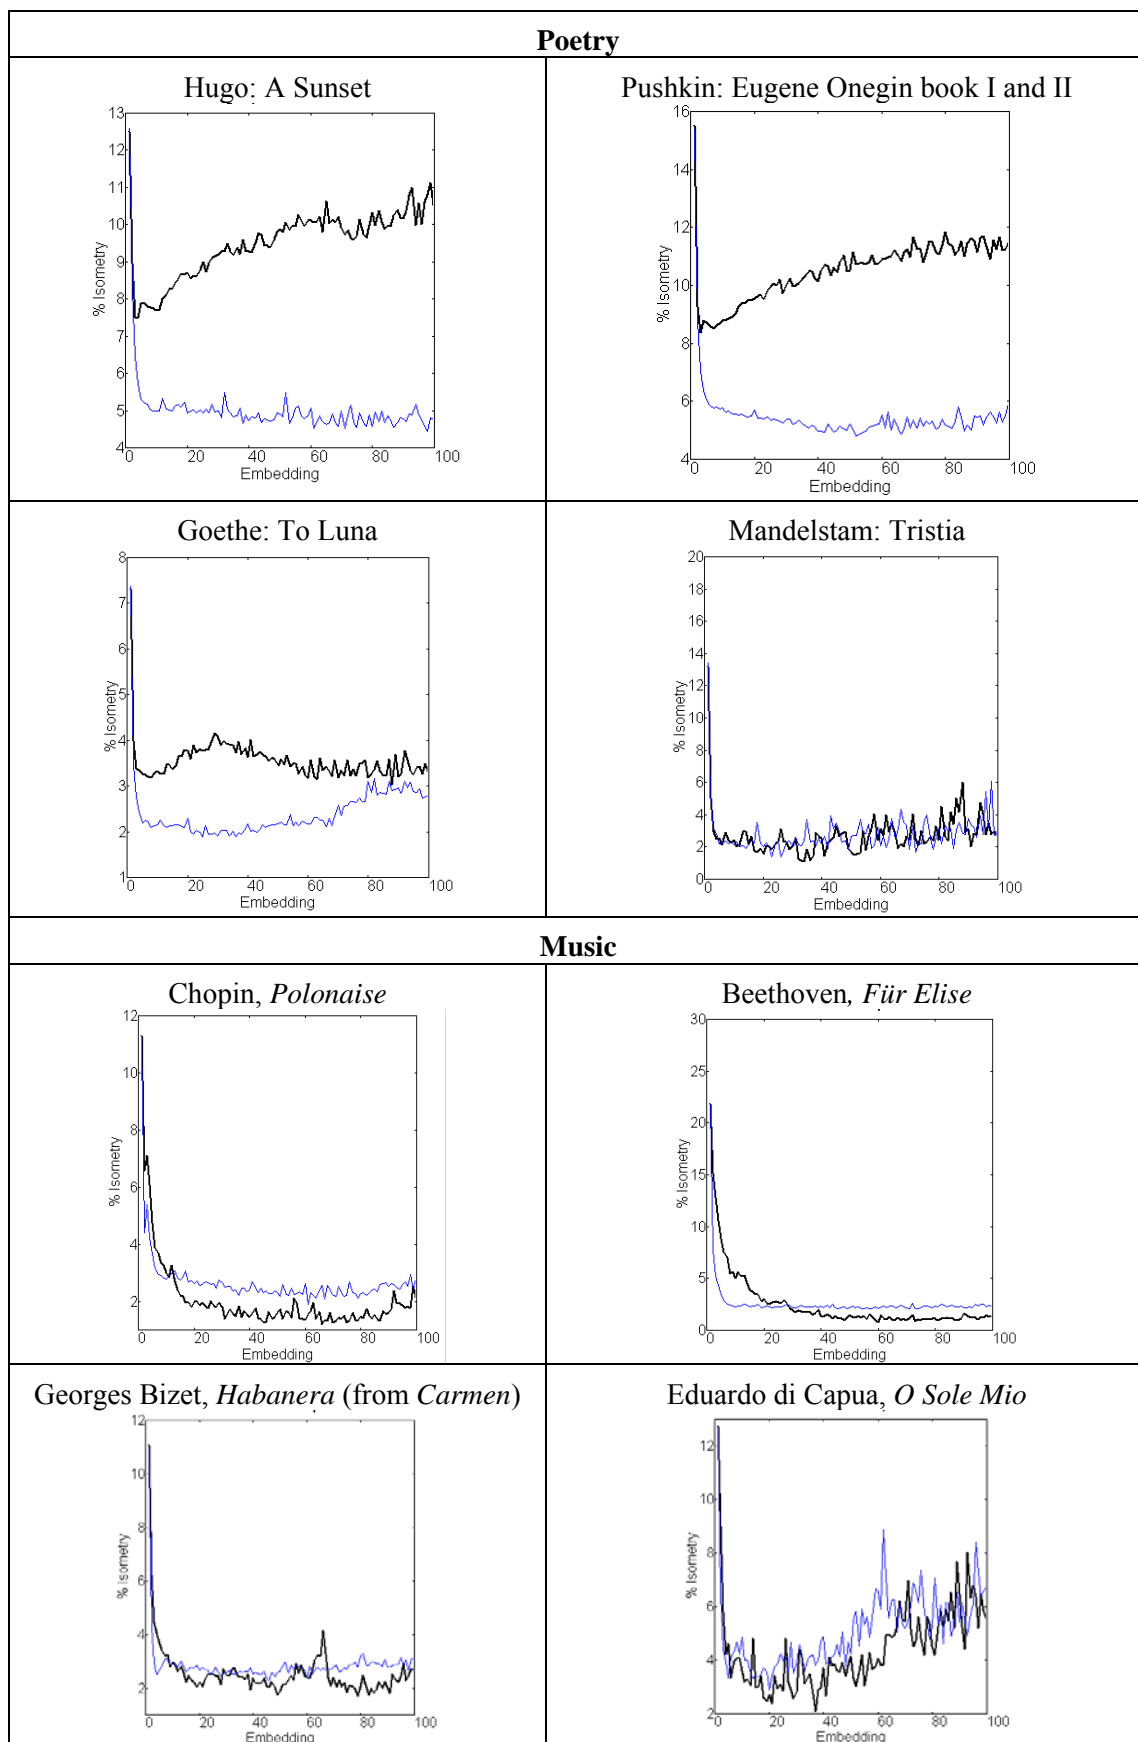 Poetry
Hugo: A Sunset
13
12
11
10
9
8
7
6
5
4
% Isometry
0 20 40 60 80 100
Embedding
Pushkin: Eugene Onegin book I and II
16
14
12
10
8
6
4
% Isometry
0 20 40 60 80 100
Embedding
Goethe: To Luna
8
7
6
5
4
3
2
1
% Isometry
0 20 40 60 80 100
Embedding
Mandelstam: Tristia
20
18
16
14
12
10
8
6
4
2
0
% Isometry
0 20 40 60 80 100
Embedding
Music
Chopin, Polonaise
12
10
8
6
4
2
% Isometry
0 20 40 60 80 100
Embedding
Beethoven, Für Elise
30
25
20
15
10
5
0
% Isometry
0 20 40 60 80 100
Embedding
Georges Bizet, Habanera (from Carmen)
12
10
8
6
4
2
% Isometry
0 20 40 60 80 100
Embedding
Eduardo di Capua, O Sole Mio
12
10
8
6
4
2
% Isometry
0 20 40 60 80 100
Embedding